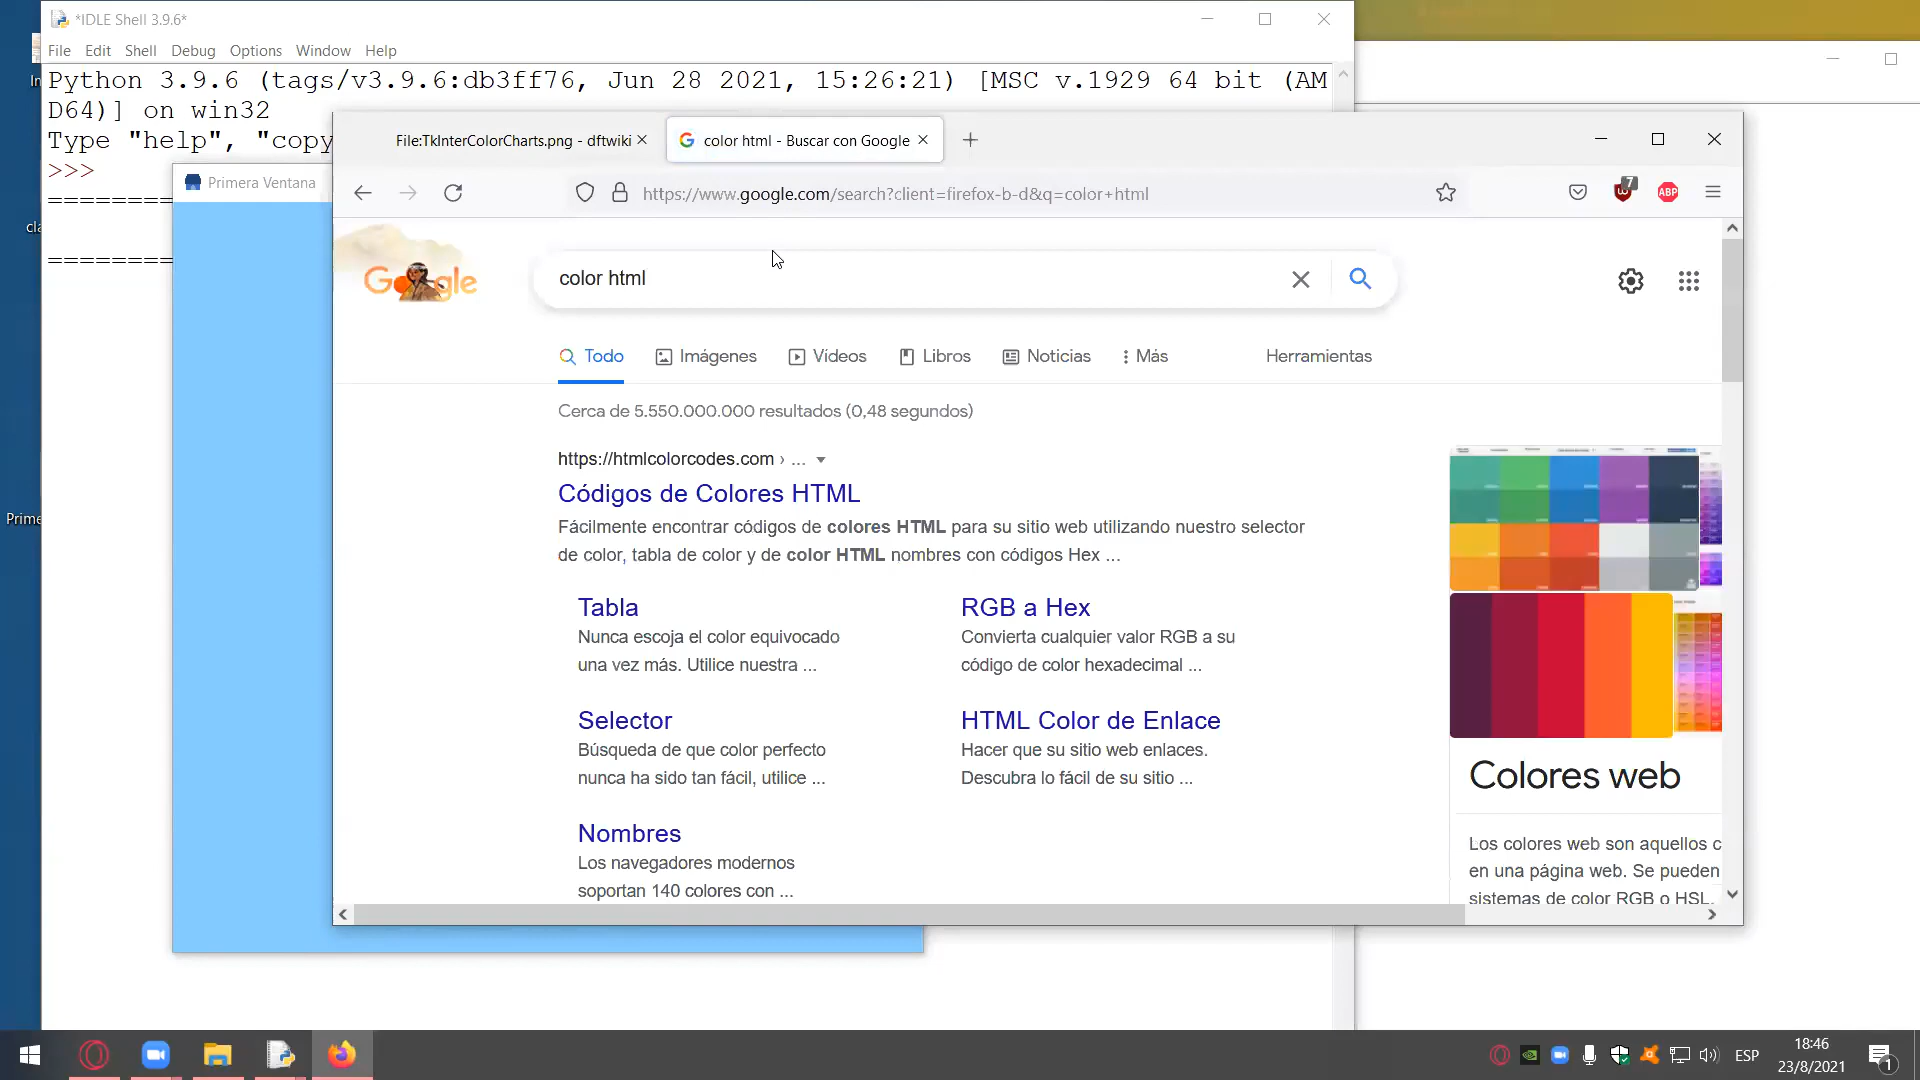 *IDLE Shell 3.9.6*
File Edit Shell Debug Options Window Help
Python 3.9.6 (tags/v3.9.6:db3ff76, Jun 28 2021, 15:26:21) [MSC v.1929 64 bit (AM
D64)] on win32
Type "help", "copy
>>>
=========
=========
Primera Ventana
File:TkInterColorCharts.png - dftwiki
color html - Buscar con Google
https://www.google.com/search?client=firefox-b-d&q=color+html
7
ABP
Google
color html
Todo Imágenes Vídeos Libros Noticias Más Herramientas
Cerca de 5.550.000.000 resultados (0,48 segundos)
https://htmlcolorcodes.com › ...
Códigos de Colores HTML
Fácilmente encontrar códigos de colores HTML para su sitio web utilizando nuestro selector
de color, tabla de color y de color HTML nombres con códigos Hex ...
Tabla
Nunca escoja el color equivocado
una vez más. Utilice nuestra ...
RGB a Hex
Convierta cualquier valor RGB a su
código de color hexadecimal ...
Selector
Búsqueda de que color perfecto
nunca ha sido tan fácil, utilice ...
HTML Color de Enlace
Hacer que su sitio web enlaces.
Descubra lo fácil de su sitio ...
Nombres
Los navegadores modernos
soportan 140 colores con ...
Colores web
Los colores web son aquellos c
en una página web. Se pueden
sistemas de color RGB o HSL.
In
cla
Prime
ESP
18:46
23/8/2021
1